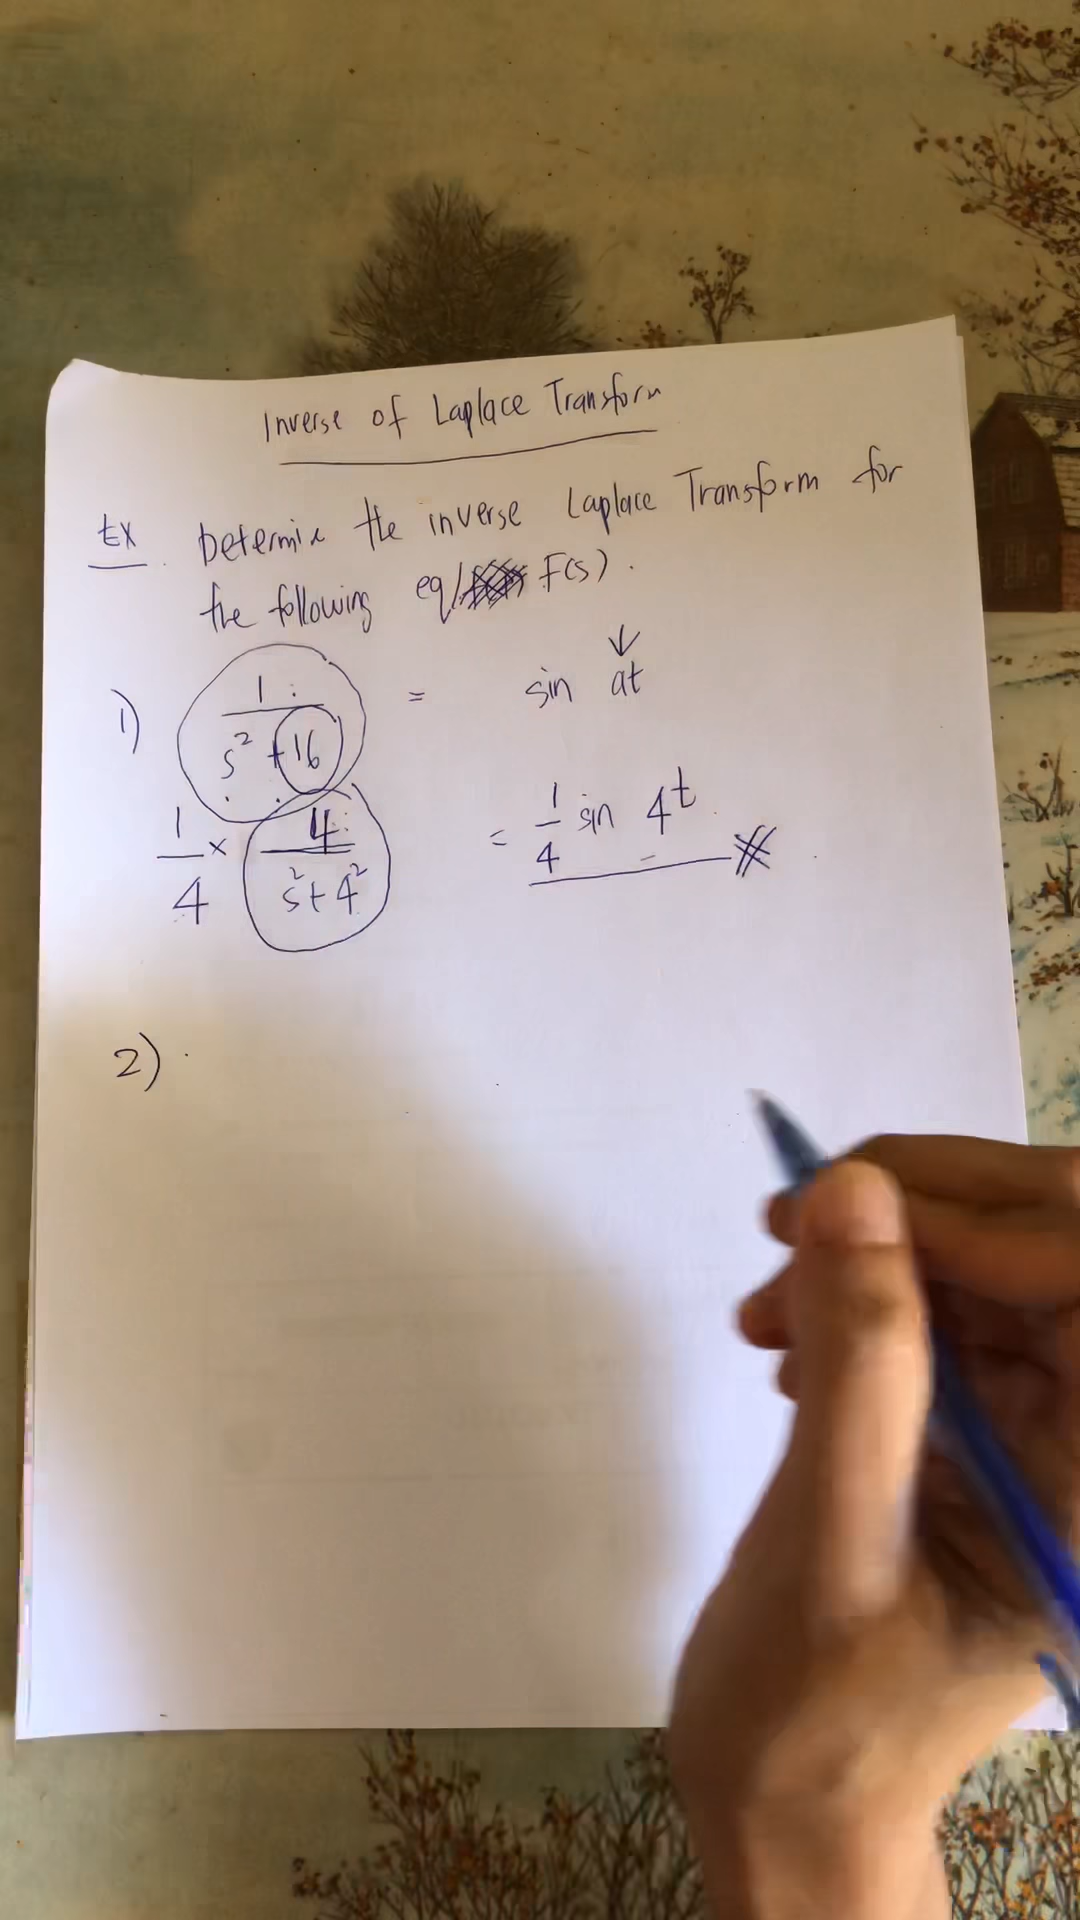 Inverse of Laplace Transform
Ex. Determine the inverse Laplace Transform for
the following eq/ F(s).
1) 1 / s² + 16 = sin at
1/4 × 4 / s² + 4² = 1/4 sin 4t
2)